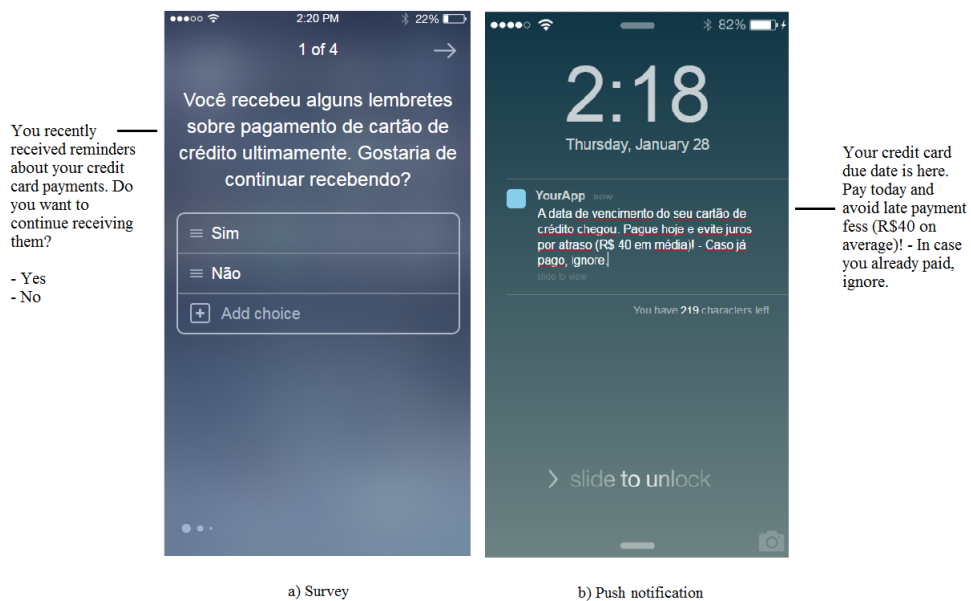 You recently
received reminders
about your credit
card payments. Do
you want to
continue receiving
them?
- Yes
- No
2:20 PM
22%
1 of 4
Você recebeu alguns lembretes
sobre pagamento de cartão de
crédito ultimamente. Gostaria de
continuar recebendo?
Sim
Não
Add choice
a) Survey
82%
2:18
Thursday, January 28
YourApp now
A data de vencimento do seu cartão de
crédito chegou. Pague hoje e evite juros
por atraso (R$ 40 em média)! - Caso já
pago, ignore.
slide to view
You have 219 characters left
slide to unlock
b) Push notification
Your credit card
due date is here.
Pay today and
avoid late payment
fess (R$40 on
average)! - In case
you already paid,
ignore.